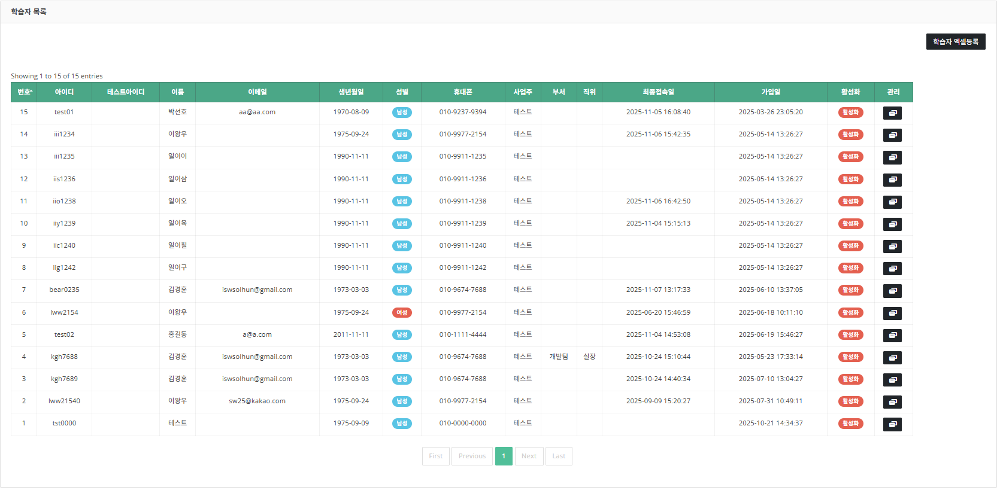 학습자 목록
학습자 엑셀등록
Showing 1 to 15 of 15 entries
번호 아이디 테스트아이디 이름 이메일 생년월일 성별 휴대폰 사업주 부서 직위 최종접속일 가입일 활성화 관리
15 test01 박선호 aa@aa.com 1970-08-09 남성 010-9237-9394 테스트 2025-11-05 16:08:40 2025-03-26 23:05:20 활성화
14 iii1234 이왕우 1975-09-24 남성 010-9977-2154 테스트 2025-11-06 15:42:35 2025-05-14 13:26:27 활성화
13 iii1235 일이이 1990-11-11 남성 010-9911-1235 테스트 2025-05-14 13:26:27 활성화
12 iis1236 일이삼 1990-11-11 남성 010-9911-1236 테스트 2025-05-14 13:26:27 활성화
11 iio1238 일이오 1990-11-11 남성 010-9911-1238 테스트 2025-11-06 16:42:50 2025-05-14 13:26:27 활성화
10 iiy1239 일이육 1990-11-11 남성 010-9911-1239 테스트 2025-11-04 15:15:13 2025-05-14 13:26:27 활성화
9 iic1240 일이칠 1990-11-11 남성 010-9911-1240 테스트 2025-05-14 13:26:27 활성화
8 iig1242 일이구 1990-11-11 남성 010-9911-1242 테스트 2025-05-14 13:26:27 활성화
7 bear0235 김경훈 iswsolhun@gmail.com 1973-03-03 남성 010-9674-7688 테스트 2025-11-07 13:17:33 2025-06-10 13:37:05 활성화
6 lww2154 이왕우 1975-09-24 여성 010-9977-2154 테스트 2025-06-20 15:46:59 2025-06-18 10:11:10 활성화
5 test02 홍길동 a@a.com 2011-11-11 남성 010-1111-4444 테스트 2025-11-04 14:53:08 2025-06-19 15:46:27 활성화
4 kgh7688 김경훈 iswsolhun@gmail.com 1973-03-03 남성 010-9674-7688 테스트 개발팀 실장 2025-10-24 15:10:44 2025-05-23 17:33:14 활성화
3 kgh7689 김경훈 iswsolhun@gmail.com 1973-03-03 남성 010-9674-7688 테스트 2025-10-24 14:40:34 2025-07-10 13:04:27 활성화
2 lww21540 이왕우 sw25@kakao.com 1975-09-24 남성 010-9977-2154 테스트 2025-09-09 15:20:27 2025-07-31 10:49:11 활성화
1 tst0000 테스트 1975-09-09 남성 010-0000-0000 테스트 2025-10-21 14:34:37 활성화
First Previous 1 Next Last